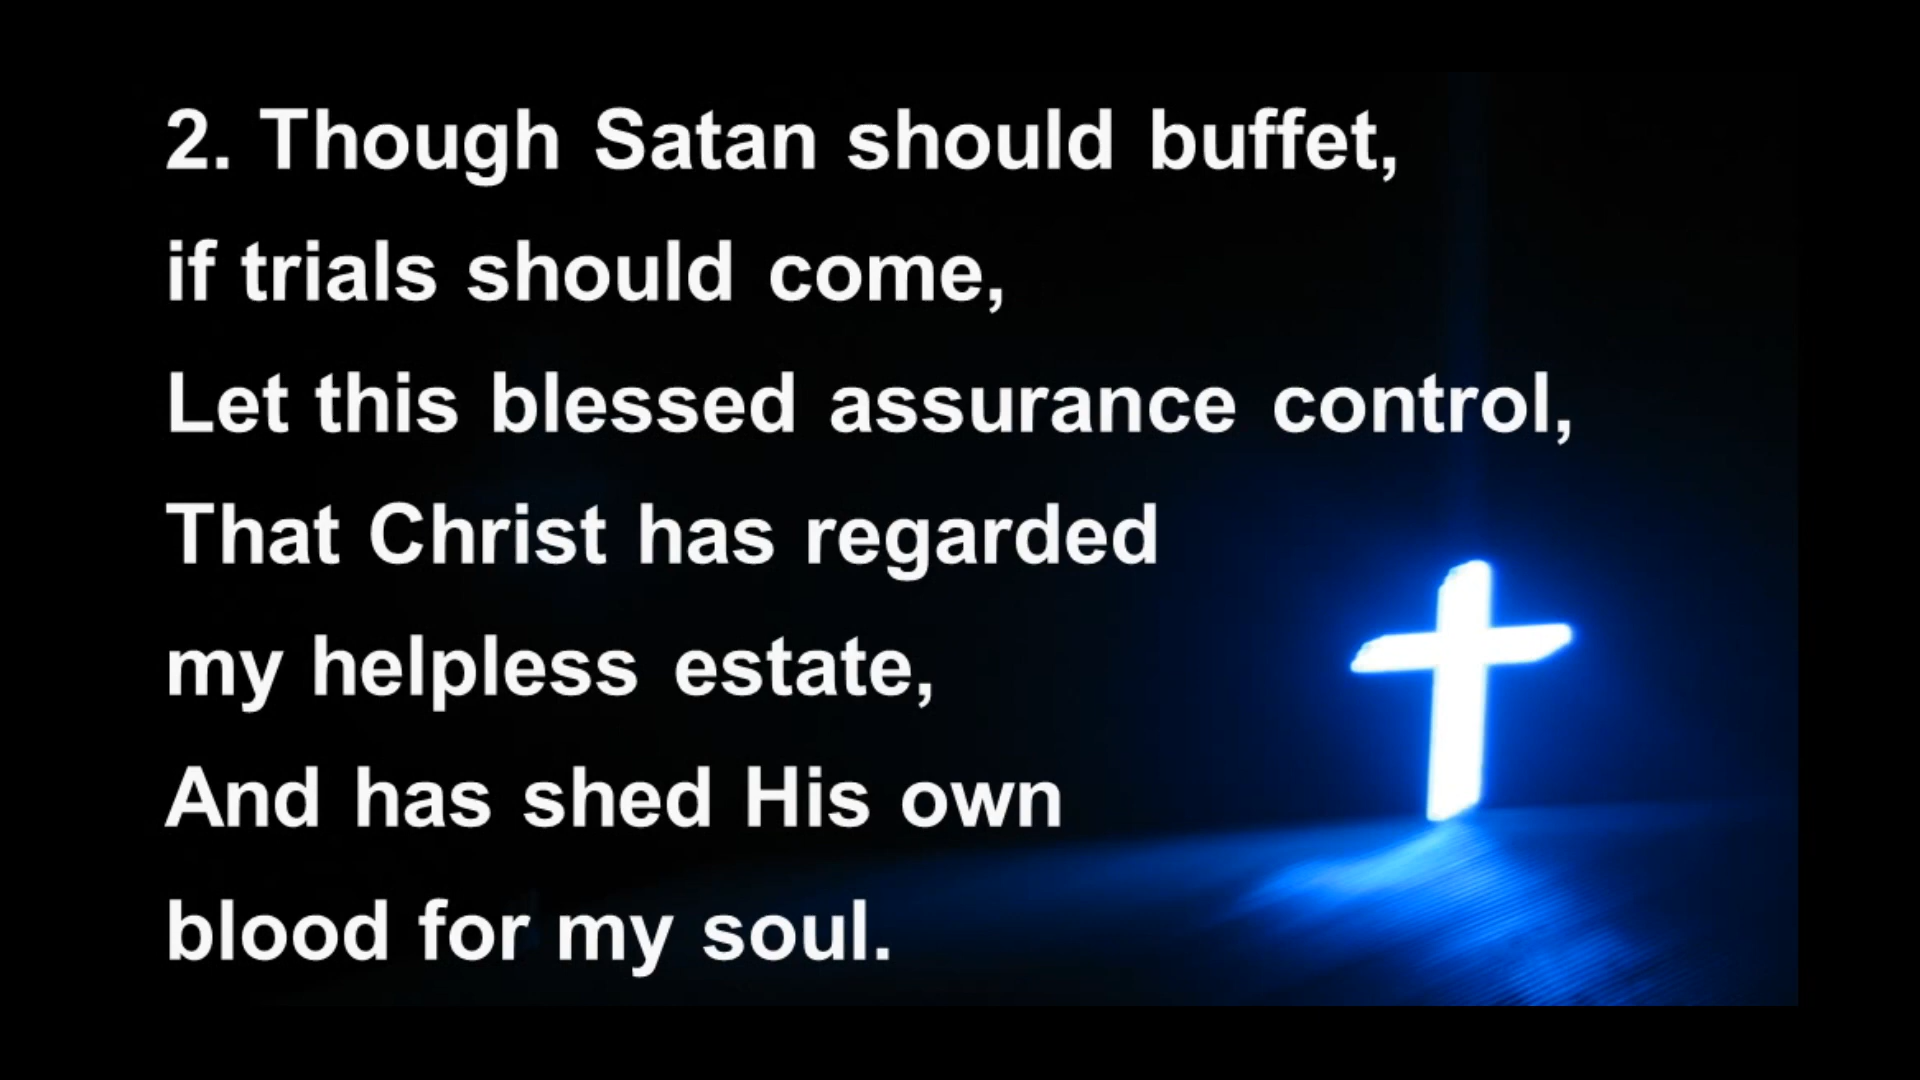 2. Though Satan should buffet,
if trials should come,
Let this blessed assurance control,
That Christ has regarded
my helpless estate,
And has shed His own
blood for my soul.